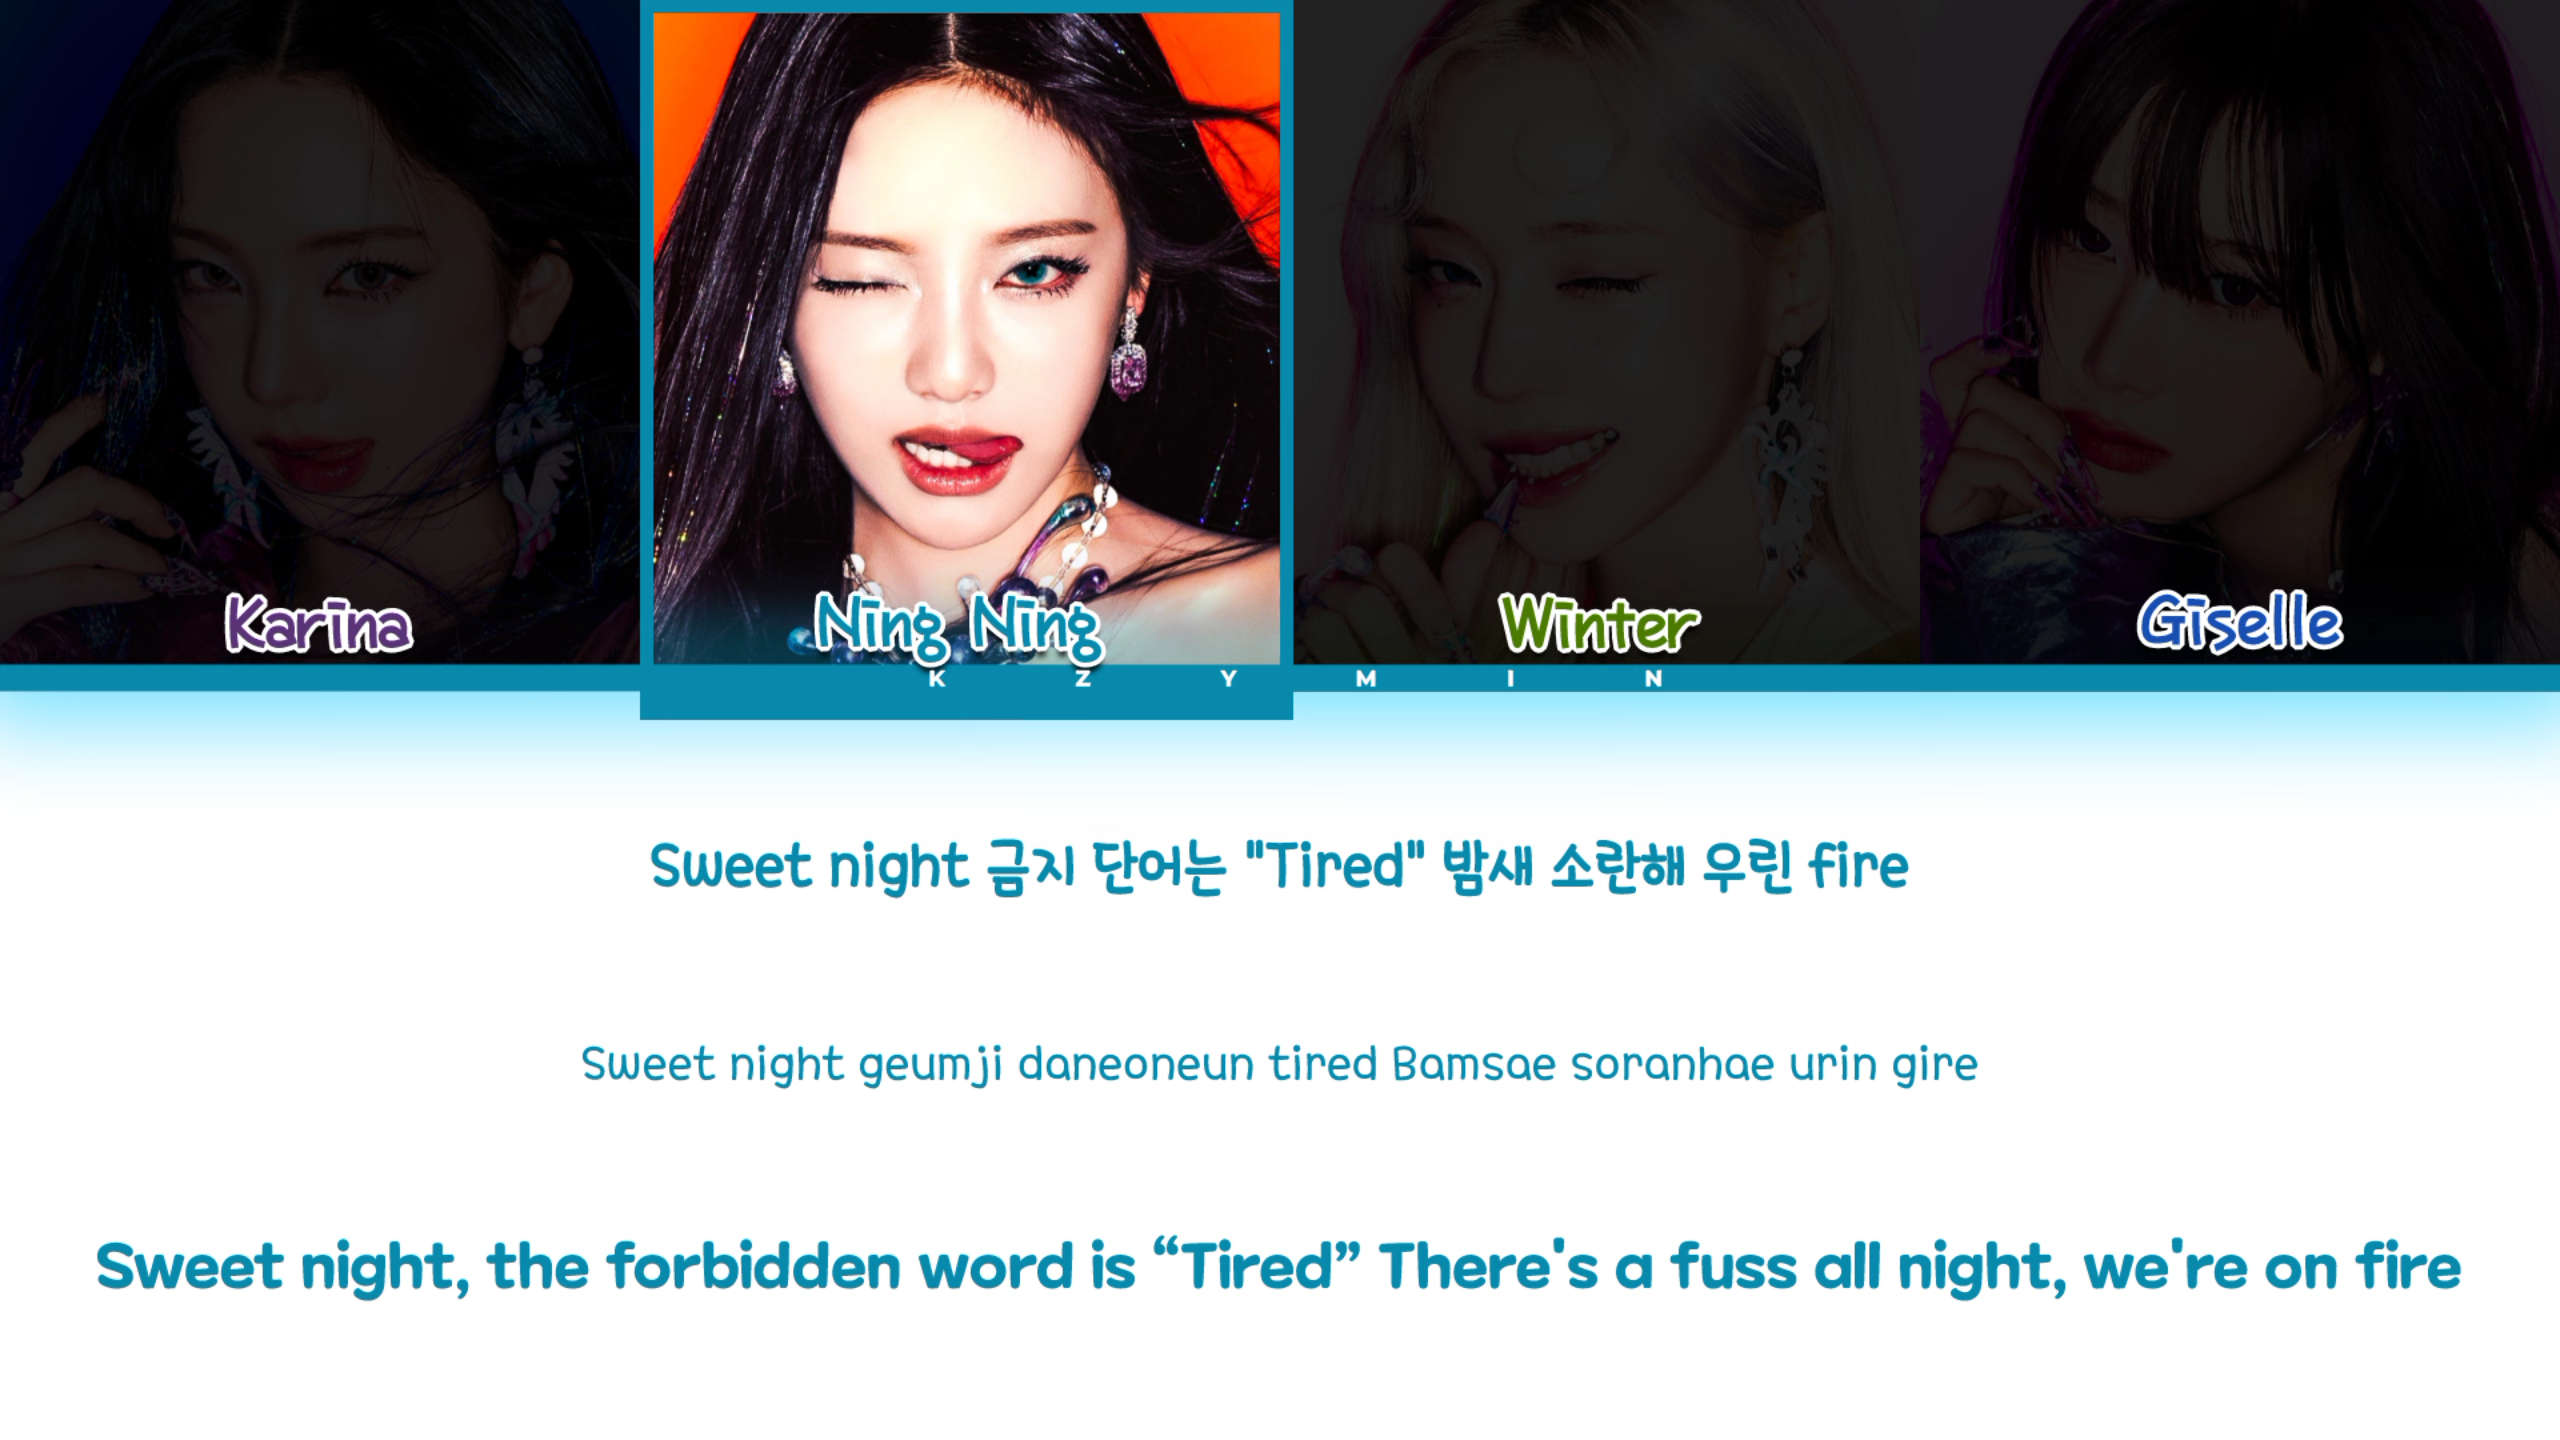 Karina
Ning Ning
Winter
Giselle
K Z Y M I N
Sweet night 금지 단어는 "Tired" 밤새 소란해 우린 fire
Sweet night geumji daneoneun tired Bamsae soranhae urin gire
Sweet night, the forbidden word is “Tired” There's a fuss all night, we're on fire